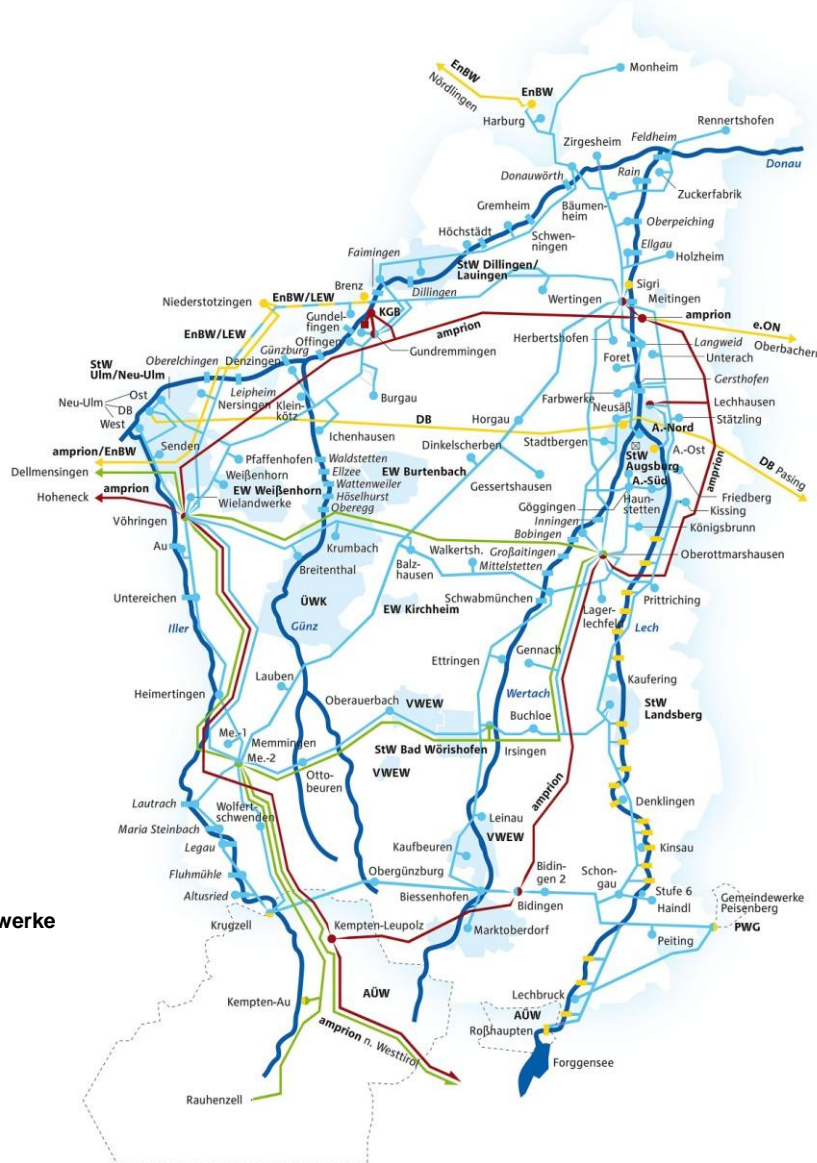 EnBW
Nördlingen
EnBW
Monheim
Harburg
Zirgesheim
Feldheim
Rennertshofen
Donau
Donauwörth
Rain
Zuckerfabrik
Gremheim
Bäumen-
heim
Höchstädt
Schwen-
ningen
Oberpeiching
Ellgau
Holzheim
Faimingen
StW Dillingen/
Lauingen
Brenz
Dillingen
Sigri
EnBW/LEW
Niederstotzingen
Wertingen
Meitingen
KGB
Gundel-
fingen
amprion
amprion
e.ON
Oberbachern
EnBW/LEW
Offingen
Gundremmingen
Herbertshofen
Langweid
Günzburg
Foret
Unterach
StW
Ulm/Neu-Ulm
Oberelchingen
Denzingen
Gersthofen
Leipheim
Nersingen
Klein-
kötz
Burgau
Farbwerke
Lechhausen
Neu-Ulm
Ost
DB
West
DB
Horgau
Neusäß
Stätzling
Ichenhausen
Dinkelscherben
Stadtbergen
A.-Nord
Senden
amprion/EnBW
Pfaffenhofen
Waldstetten
StW
Augsburg
A.-Ost
DB Pasing
Dellmensingen
Weißenhorn
Ellzee
EW Burtenbach
A.-Süd
amprion
Wattenweiler
Gessertshausen
Friedberg
Hoheneck
amprion
EW Weißenhorn
Höselhurst
Haun-
stetten
Kissing
Wielandwerke
Oberegg
Göggingen
Vöhringen
Inningen
Königsbrunn
Bobingen
Au
Krumbach
Walkertsh.
Großaitingen
Oberottmarshausen
Breitenthal
Balz-
hausen
Mittelstetten
Untereichen
ÜWK
EW Kirchheim
Schwabmünchen
Lager-
lechfeld
Prittriching
Iller
Günz
Lech
Ettringen
Gennach
Lauben
Kaufering
Heimertingen
Oberauerbach
VWEW
Wertach
Buchloe
StW
Landsberg
Me.-1
Memmingen
Me.-2
StW Bad Wörishofen
Irsingen
Otto-
beuren
VWEW
amprion
Lautrach
Wolfert-
schwenden
Denklingen
Maria Steinbach
Leinau
VWEW
Legau
Kaufbeuren
Kinsau
Fluhmühle
Obergünzburg
Bidin-
gen 2
Schon-
gau
Altusried
Biessenhofen
Stufe 6
Haindl
Gemeindewerke
Peisenberg
werke
Krugzell
Kempten-Leupolz
Bidingen
Marktoberdorf
Peiting
PWG
Kempten-Au
AÜW
Lechbruck
AÜW
Roßhaupten
amprion n. Westtirol
Forggensee
Rauhenzell